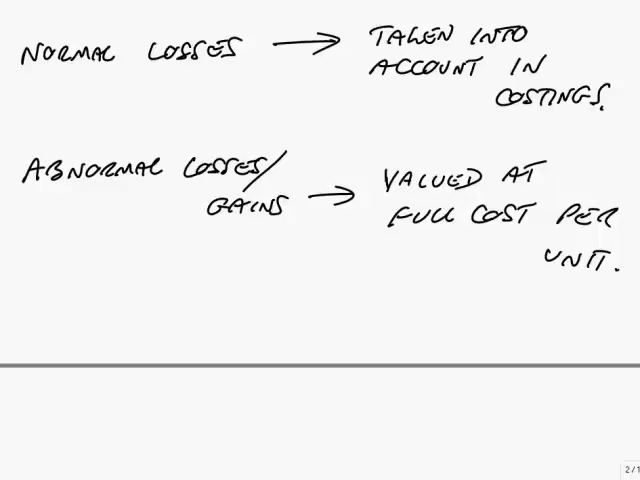 NORMAL LOSSES → TAKEN INTO
ACCOUNT IN
COSTINGS.
ABNORMAL LOSSES/
GAINS → VALUED AT
FULL COST PER
UNIT.
2/1